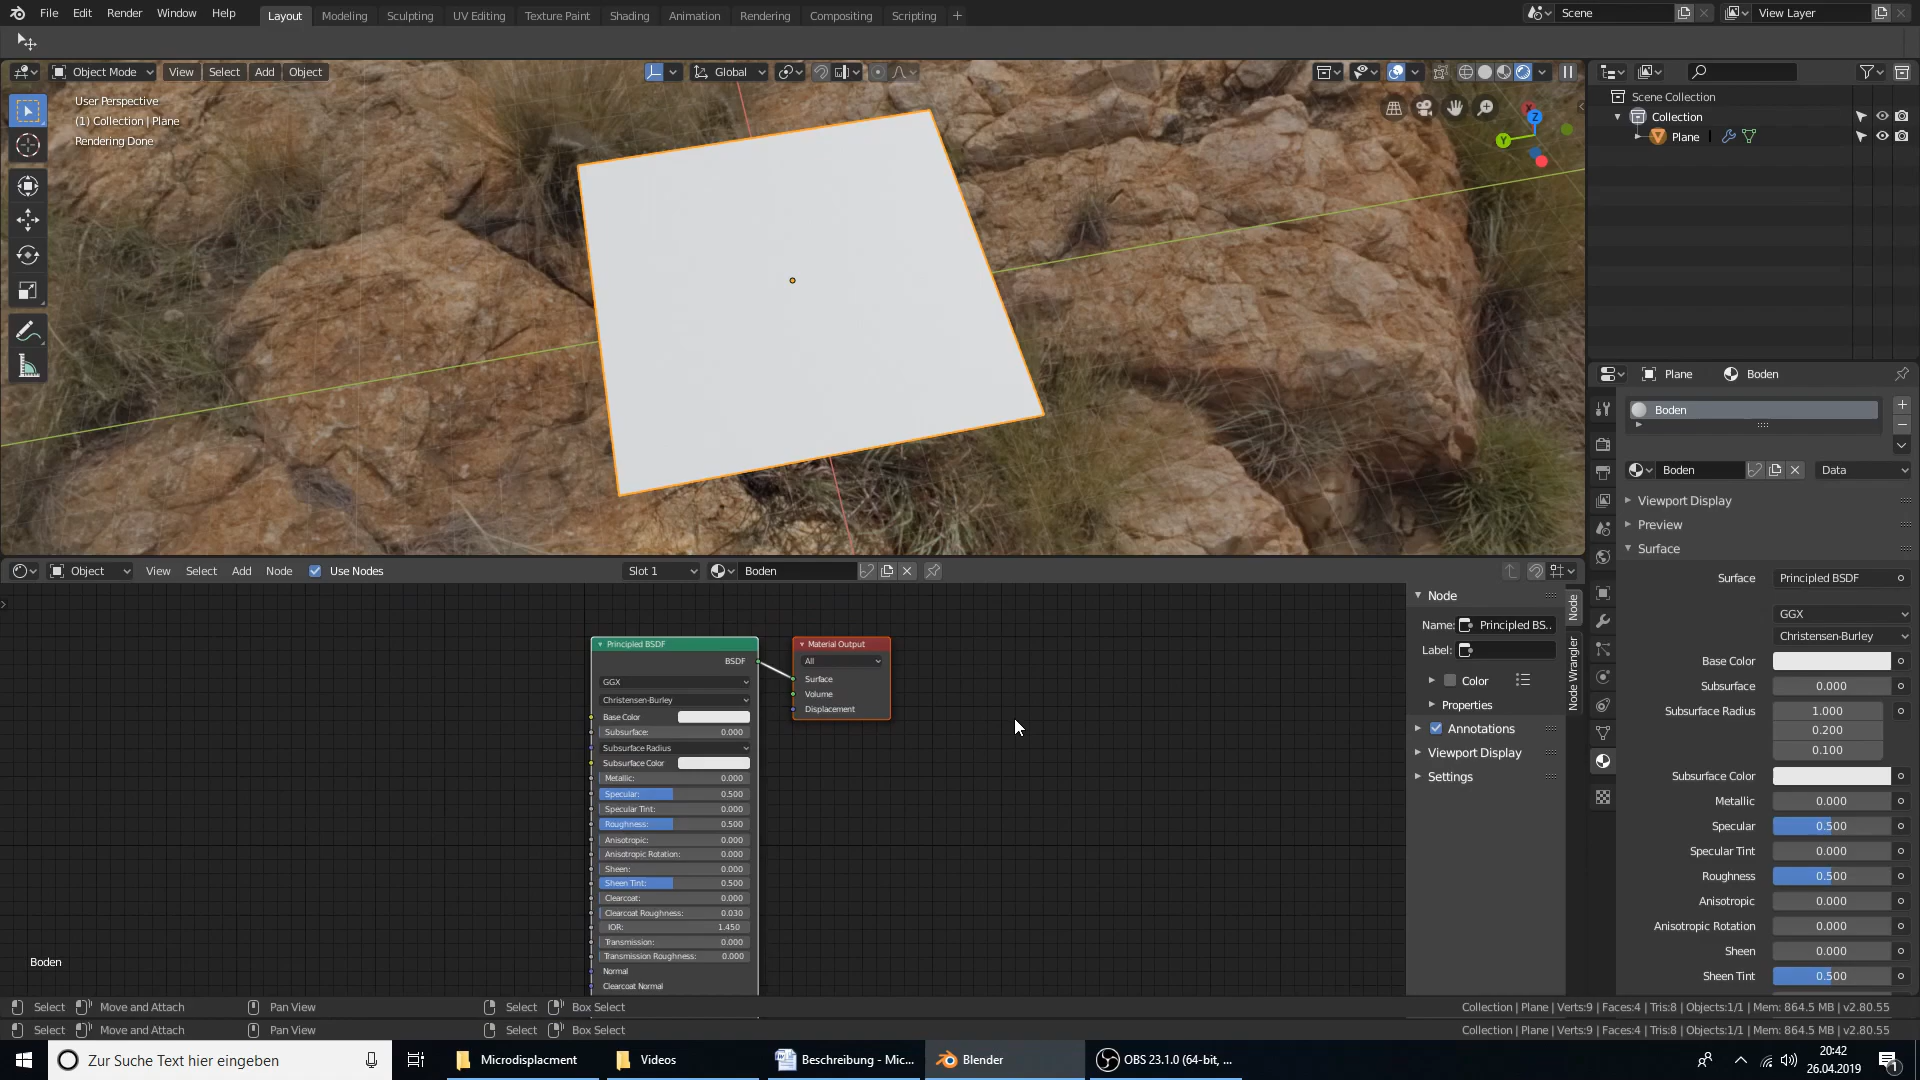 File Edit Render Window Help Layout Modeling Sculpting UV Editing Texture Paint Shading Animation Rendering Compositing Scripting + Scene View Layer
Object Mode View Select Add Object Global
User Perspective
(1) Collection | Plane
Rendering Done
X
Y
Z
Scene Collection
Collection
Plane
Plane Boden
Boden
Boden Data
Viewport Display
Preview
Surface
Surface Principled BSDF
GGX
Christensen-Burley
Base Color
Subsurface 0.000
Subsurface Radius 1.000
0.200
0.100
Subsurface Color
Metallic 0.000
Specular 0.500
Specular Tint 0.000
Roughness 0.500
Anisotropic 0.000
Anisotropic Rotation 0.000
Sheen 0.000
Sheen Tint 0.500
Object View Select Add Node Use Nodes Slot 1 Boden
Principled BSDF
BSDF
GGX
Christensen-Burley
Base Color
Subsurface: 0.000
Subsurface Radius
Subsurface Color
Metallic: 0.000
Specular: 0.500
Specular Tint: 0.000
Roughness: 0.500
Anisotropic: 0.000
Anisotropic Rotation: 0.000
Sheen: 0.000
Sheen Tint: 0.500
Clearcoat: 0.000
Clearcoat Roughness: 0.030
IOR: 1.450
Transmission: 0.000
Transmission Roughness: 0.000
Normal
Clearcoat Normal
Material Output
All
Surface
Volume
Displacement
Node
Name: Principled BS..
Label:
Color
Properties
Annotations
Viewport Display
Settings
Node
Node Wrangler
Boden
Select Move and Attach Pan View Select Box Select Collection | Plane | Verts:9 | Faces:4 | Tris:8 | Objects:1/1 | Mem: 864.5 MB | v2.80.55
Select Move and Attach Pan View Select Box Select Collection | Plane | Verts:9 | Faces:4 | Tris:8 | Objects:1/1 | Mem: 864.5 MB | v2.80.55
Zur Suche Text hier eingeben Microdisplacment Videos Beschreibung - Mic... Blender OBS 23.1.0 (64-bit, ... 20:42
26.04.2019
1